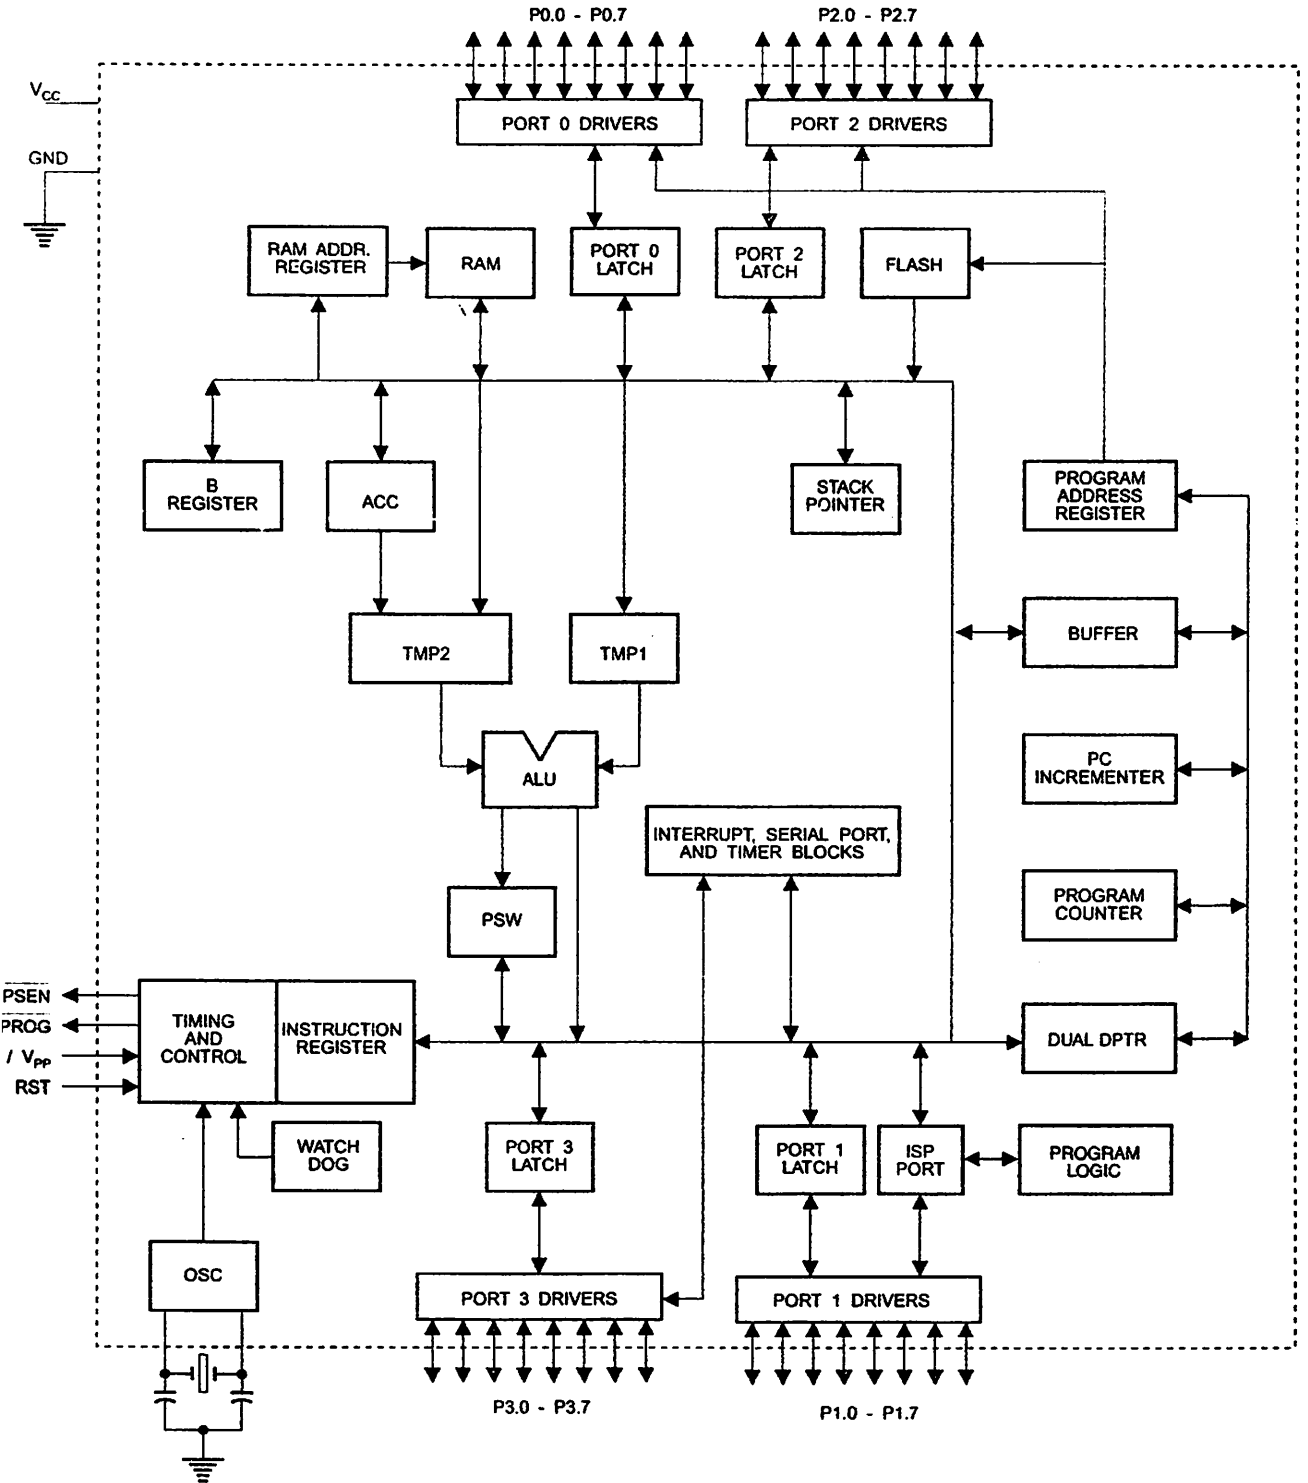 P0.0 - P0.7
P2.0 - P2.7
VCC
GND
PORT 0 DRIVERS
PORT 2 DRIVERS
RAM ADDR.
REGISTER
RAM
PORT 0
LATCH
PORT 2
LATCH
FLASH
B
REGISTER
ACC
STACK
POINTER
PROGRAM
ADDRESS
REGISTER
TMP2
TMP1
BUFFER
ALU
PC
INCREMENTER
INTERRUPT, SERIAL PORT,
AND TIMER BLOCKS
PSW
PROGRAM
COUNTER
PSEN
PROG
/ VPP
RST
TIMING
AND
CONTROL
INSTRUCTION
REGISTER
DUAL DPTR
WATCH
DOG
PORT 3
LATCH
PORT 1
LATCH
ISP
PORT
PROGRAM
LOGIC
OSC
PORT 3 DRIVERS
PORT 1 DRIVERS
P3.0 - P3.7
P1.0 - P1.7